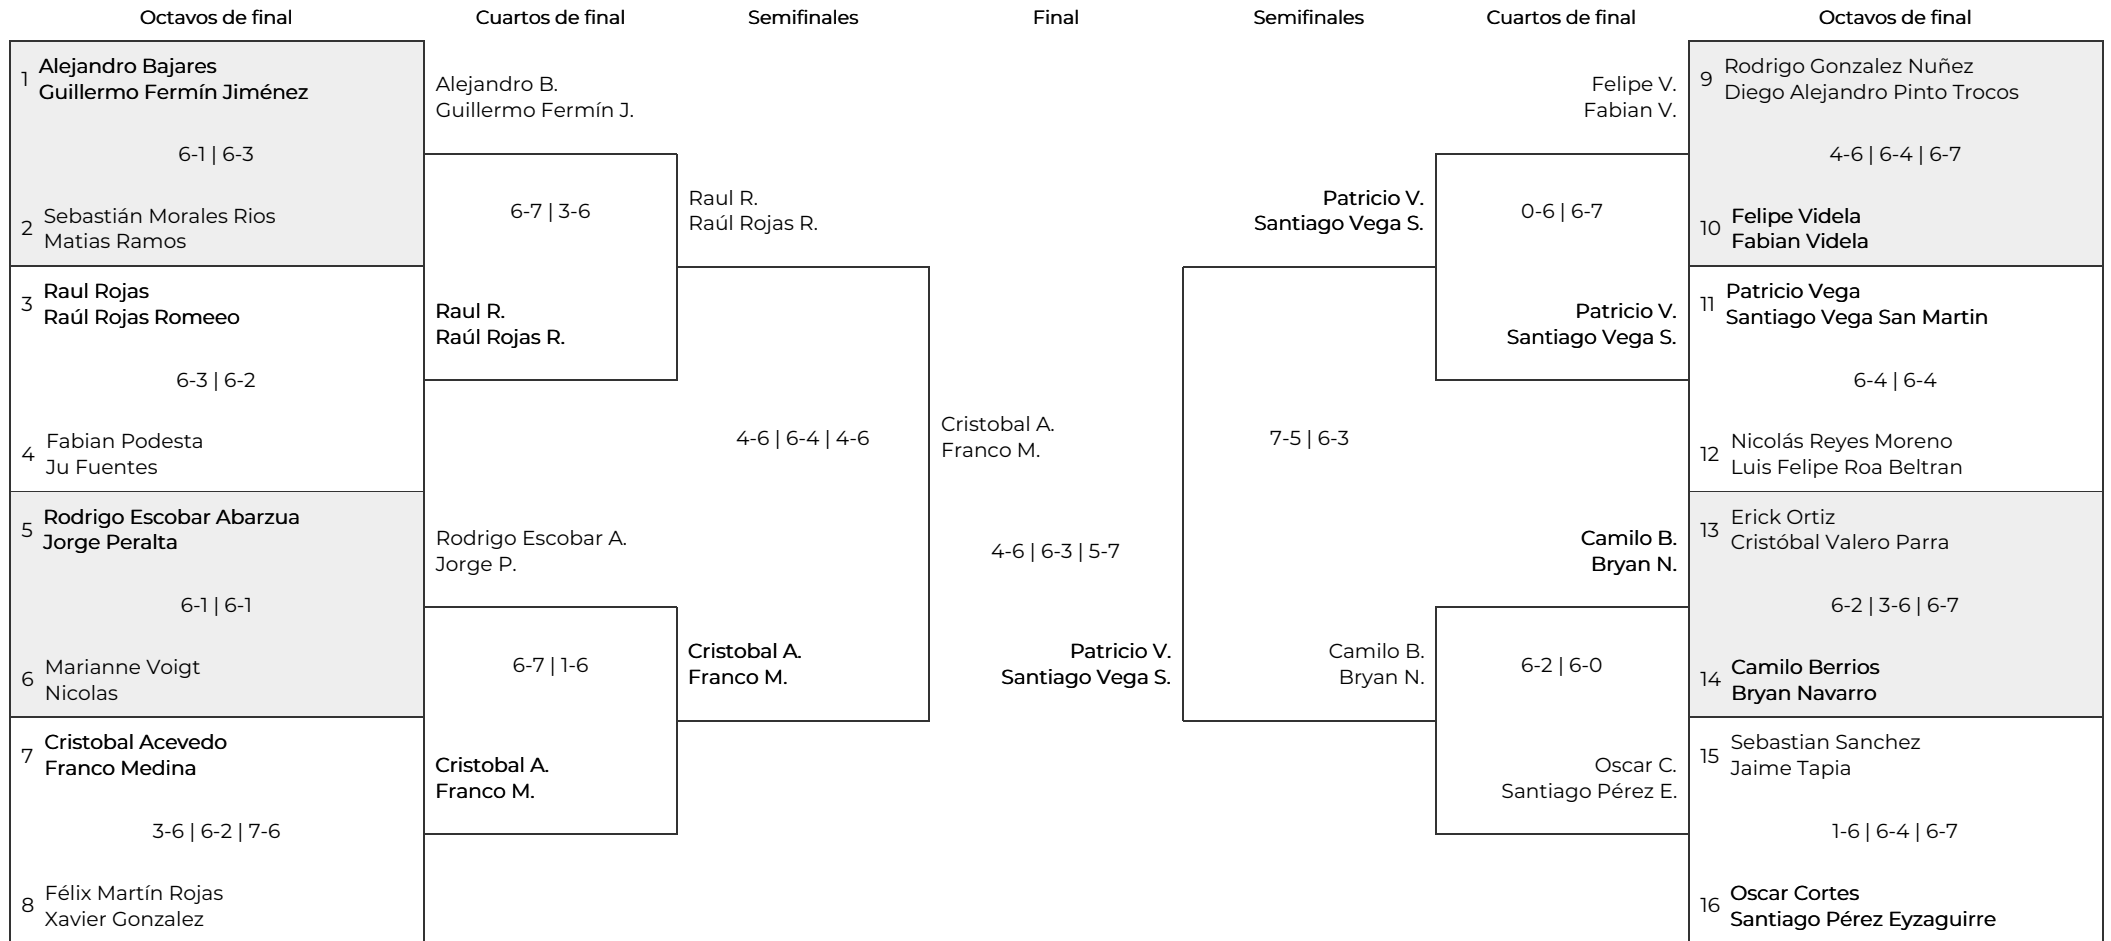 Octavos de final
Cuartos de final
Semifinales
Final
Semifinales
Cuartos de final
Octavos de final
1
Alejandro Bajares
Guillermo Fermín Jiménez
6-1 | 6-3
2
Sebastián Morales Rios
Matias Ramos
3
Raul Rojas
Raúl Rojas Romeeo
6-3 | 6-2
4
Fabian Podesta
Ju Fuentes
5
Rodrigo Escobar Abarzua
Jorge Peralta
6-1 | 6-1
6
Marianne Voigt
Nicolas
7
Cristobal Acevedo
Franco Medina
3-6 | 6-2 | 7-6
8
Félix Martín Rojas
Xavier Gonzalez
Alejandro B.
Guillermo Fermín J.
6-7 | 3-6
Raul R.
Raúl Rojas R.
Rodrigo Escobar A.
Jorge P.
6-7 | 1-6
Cristobal A.
Franco M.
Raul R.
Raúl Rojas R.
4-6 | 6-4 | 4-6
Cristobal A.
Franco M.
Cristobal A.
Franco M.
4-6 | 6-3 | 5-7
Patricio V.
Santiago Vega S.
Patricio V.
Santiago Vega S.
7-5 | 6-3
Camilo B.
Bryan N.
Felipe V.
Fabian V.
0-6 | 6-7
Patricio V.
Santiago Vega S.
Camilo B.
Bryan N.
6-2 | 6-0
Oscar C.
Santiago Pérez E.
9
Rodrigo Gonzalez Nuñez
Diego Alejandro Pinto Trocos
4-6 | 6-4 | 6-7
10
Felipe Videla
Fabian Videla
11
Patricio Vega
Santiago Vega San Martin
6-4 | 6-4
12
Nicolás Reyes Moreno
Luis Felipe Roa Beltran
13
Erick Ortiz
Cristóbal Valero Parra
6-2 | 3-6 | 6-7
14
Camilo Berrios
Bryan Navarro
15
Sebastian Sanchez
Jaime Tapia
1-6 | 6-4 | 6-7
16
Oscar Cortes
Santiago Pérez Eyzaguirre